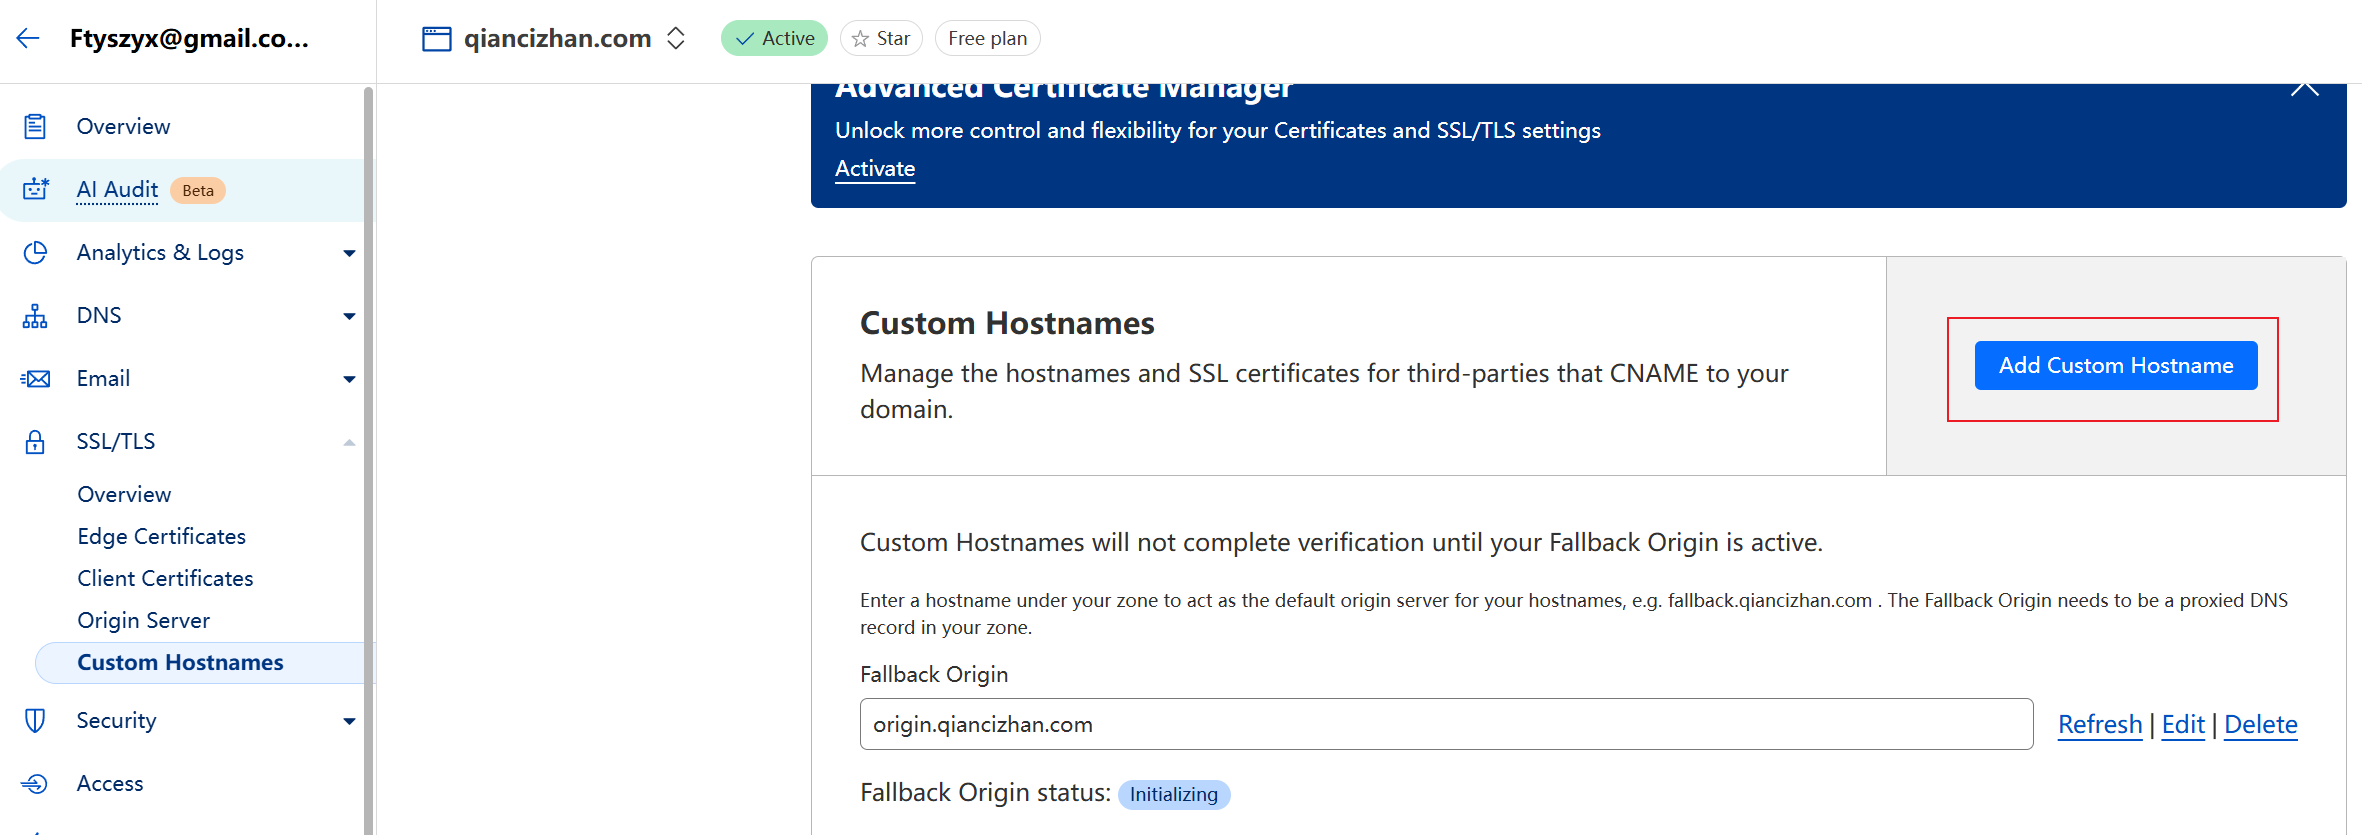 Ftyszyx@gmail.co...
qiancizhan.com
Active
Star
Free plan
Overview
AI Audit
Beta
Analytics & Logs
DNS
Email
SSL/TLS
Overview
Edge Certificates
Client Certificates
Origin Server
Custom Hostnames
Security
Access
Advanced Certificate Manager
Unlock more control and flexibility for your Certificates and SSL/TLS settings
Activate
Custom Hostnames
Manage the hostnames and SSL certificates for third-parties that CNAME to your
domain.
Add Custom Hostname
Custom Hostnames will not complete verification until your Fallback Origin is active.
Enter a hostname under your zone to act as the default origin server for your hostnames, e.g. fallback.qiancizhan.com . The Fallback Origin needs to be a proxied DNS
record in your zone.
Fallback Origin
origin.qiancizhan.com
Refresh | Edit | Delete
Fallback Origin status: Initializing